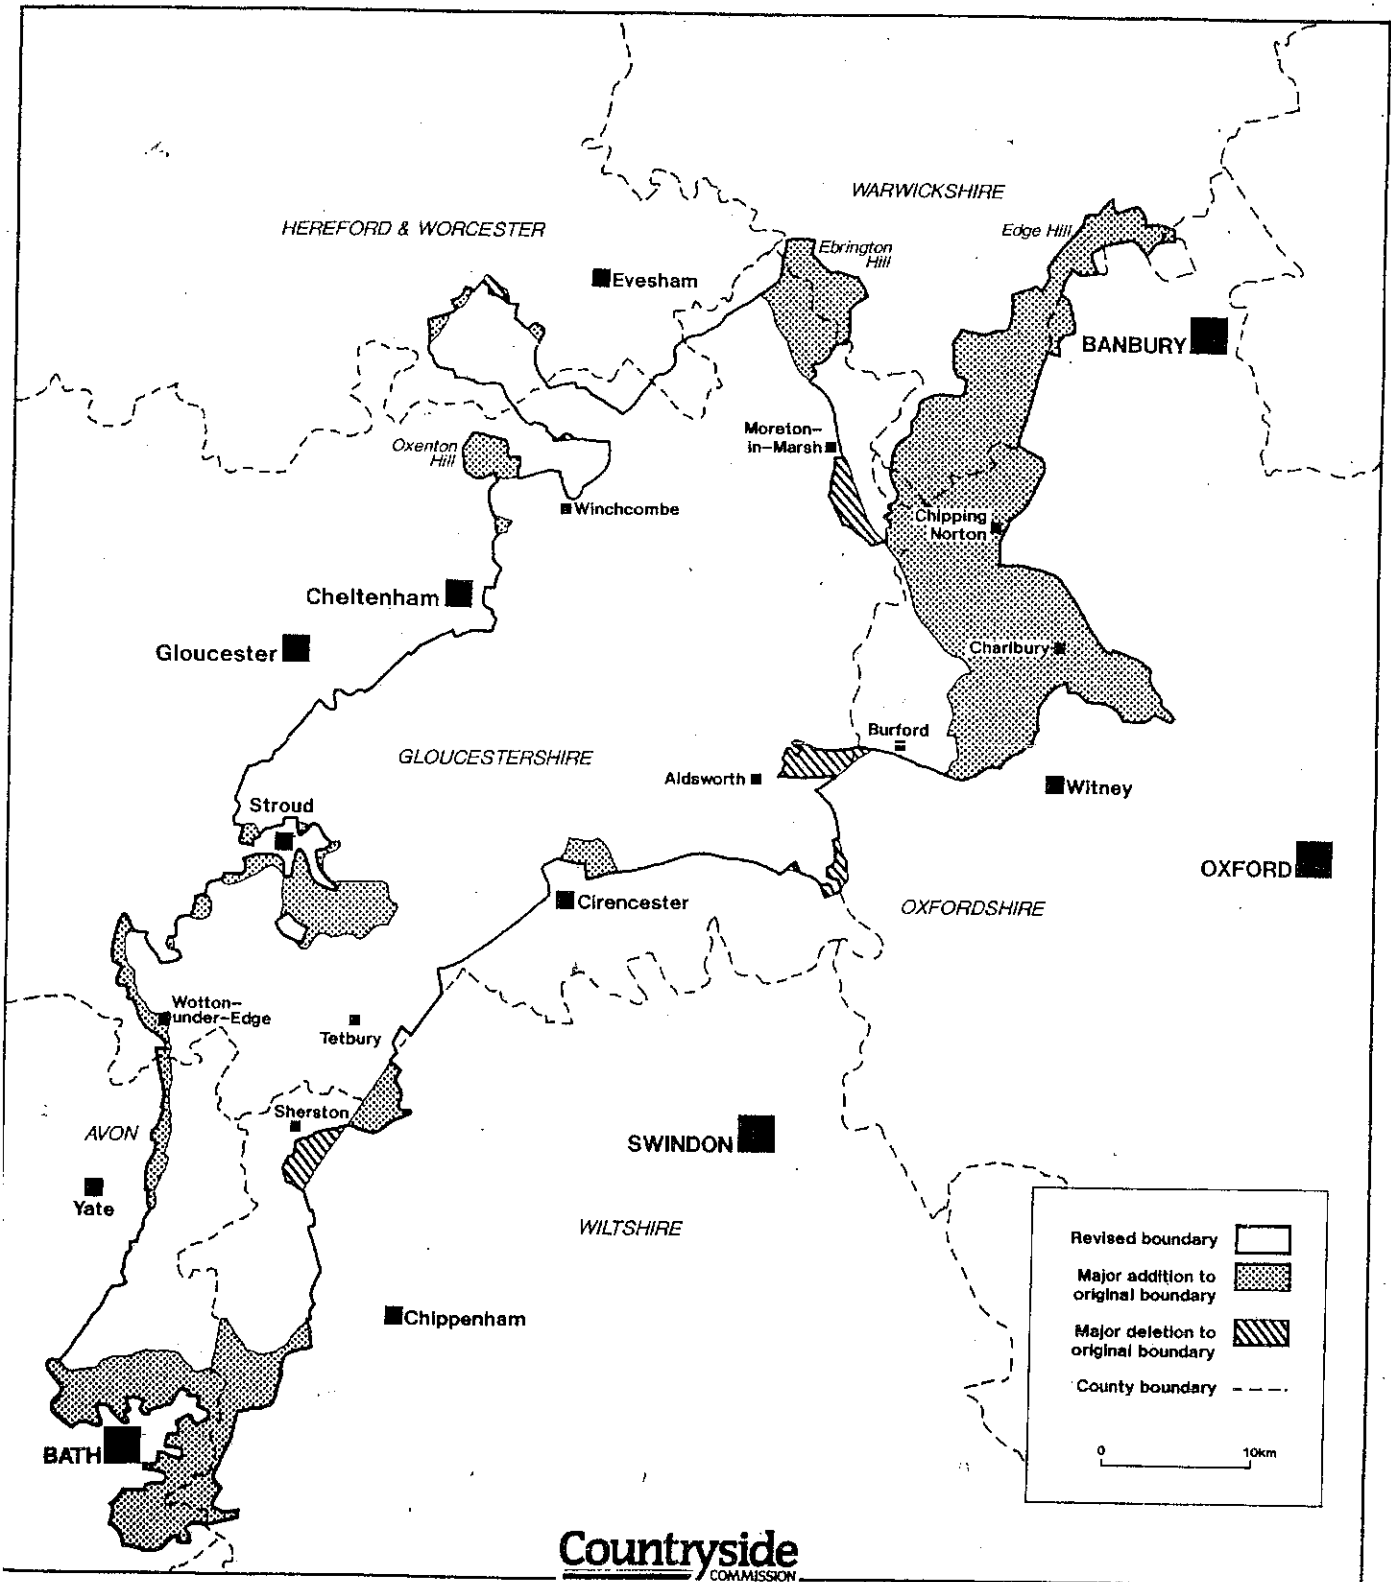 WARWICKSHIRE
HEREFORD & WORCESTER
Edge Hill
Ebrington
Hill
Evesham
BANBURY
Moreton-
in-Marsh
Oxenton
Hill
Winchcombe
Chipping
Norton
Cheltenham
Gloucester
Charlbury
Burford
GLOUCESTERSHIRE
Aldsworth
Witney
Stroud
OXFORD
Cirencester
OXFORDSHIRE
Wotton-
under-Edge
Tetbury
Sherston
AVON
SWINDON
Yate
WILTSHIRE
Chippenham
BATH
Revised boundary
Major addition to
original boundary
Major deletion to
original boundary
County boundary
0 10km
Countryside
COMMISSION